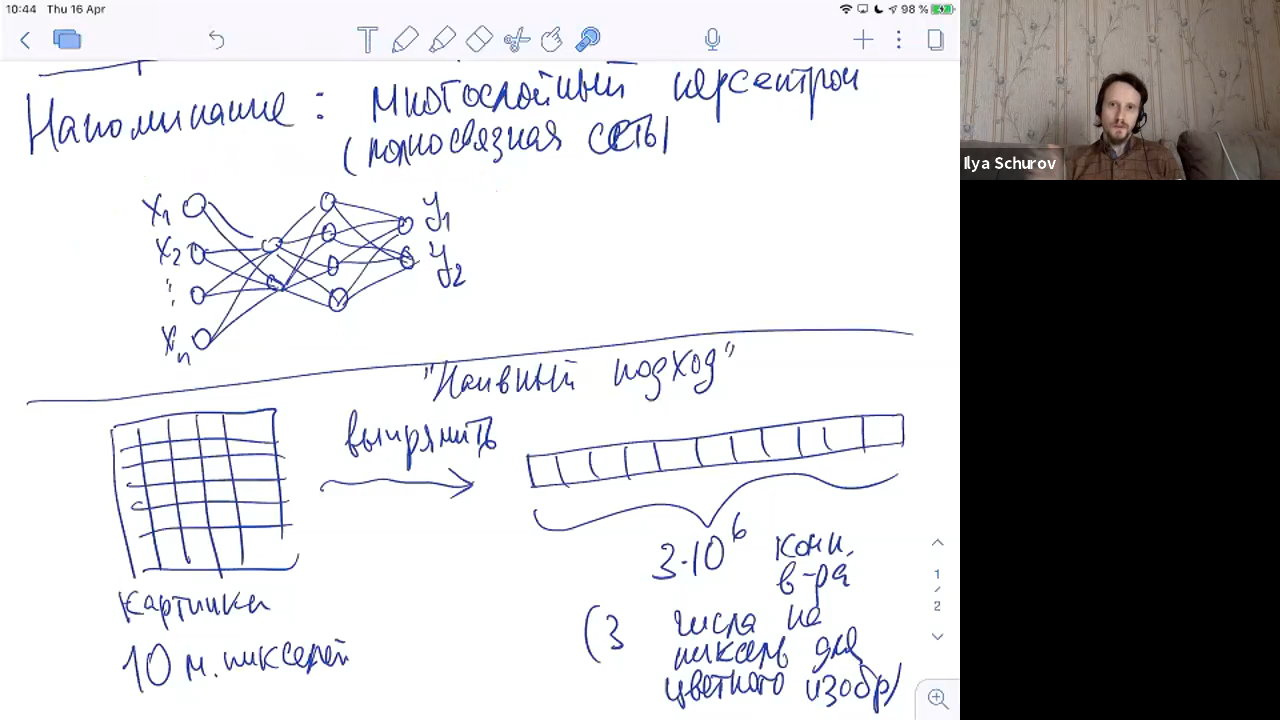 10:44 Thu 16 Apr
98 %
Напоминание: многослойный персептрон
(полносвязная сеть)
x1
x2
⋮
xn
y1
y2
"Наивный подход"
выпрямить
Картинка
10 м. пикселей
3·10^6 комп.
в-ра
(3 числа на
пиксель для
цветного изобр)
1
/
2
Ilya Schurov